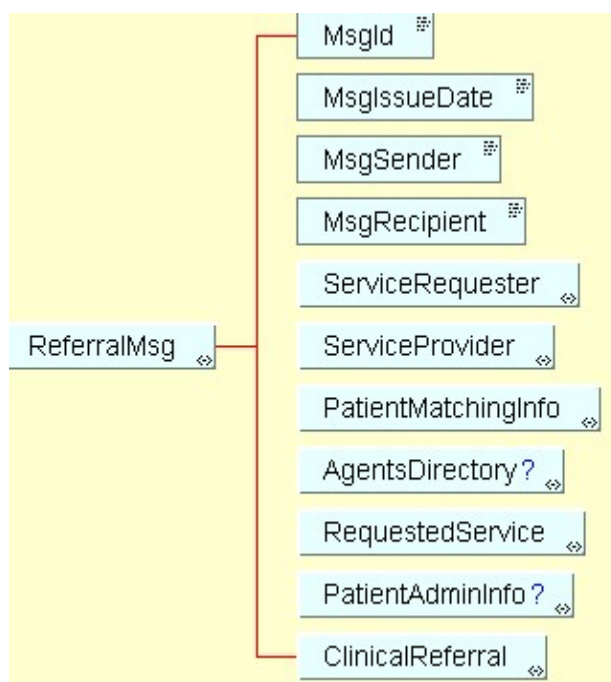 MsgId
MsgIssueDate
MsgSender
MsgRecipient
ServiceRequester
ReferralMsg
ServiceProvider
PatientMatchingInfo
AgentsDirectory?
RequestedService
PatientAdminInfo?
ClinicalReferral